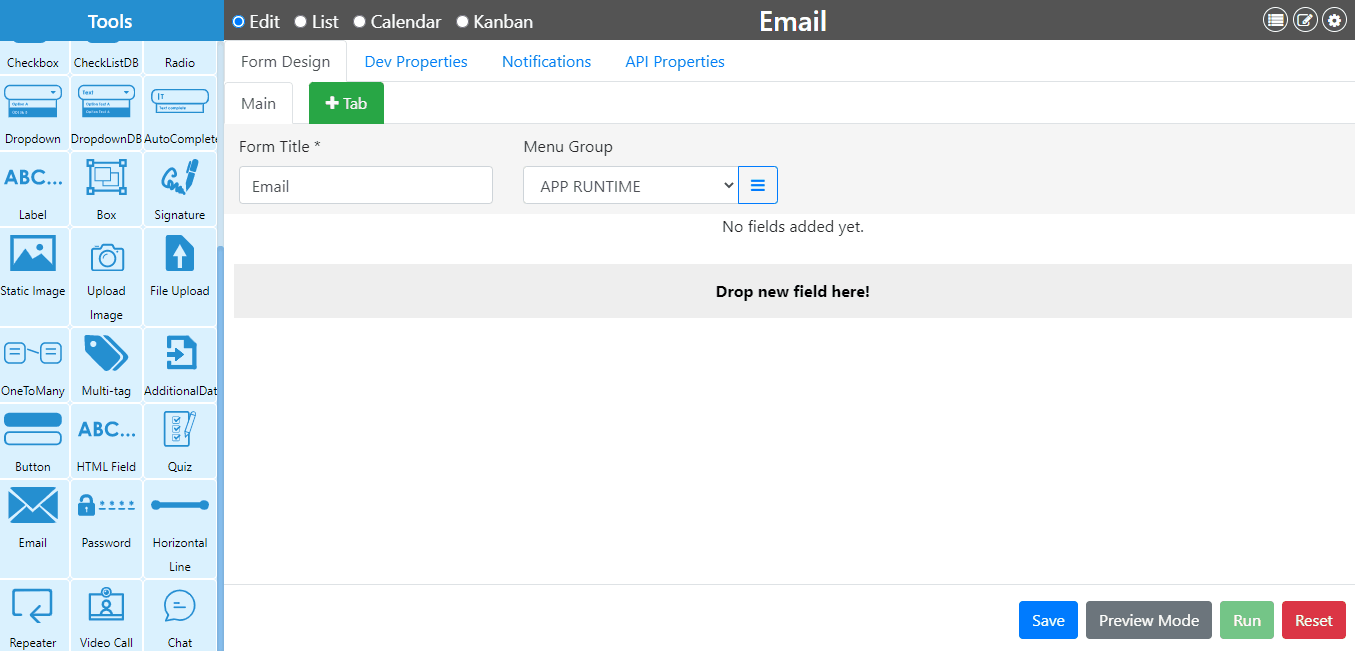 Tools
Edit List Calendar Kanban
Email
Checkbox CheckListDB Radio
Form Design Dev Properties Notifications API Properties
Main + Tab
Dropdown DropdownDB AutoComplete
Form Title * Menu Group
Email APP RUNTIME
ABC...
Label Box Signature
No fields added yet.
Drop new field here!
Static Image Upload Image File Upload
OneToMany Multi-tag AdditionalDat
ABC...
Button HTML Field Quiz
Email Password Horizontal Line
Repeater Video Call Chat
Save Preview Mode Run Reset